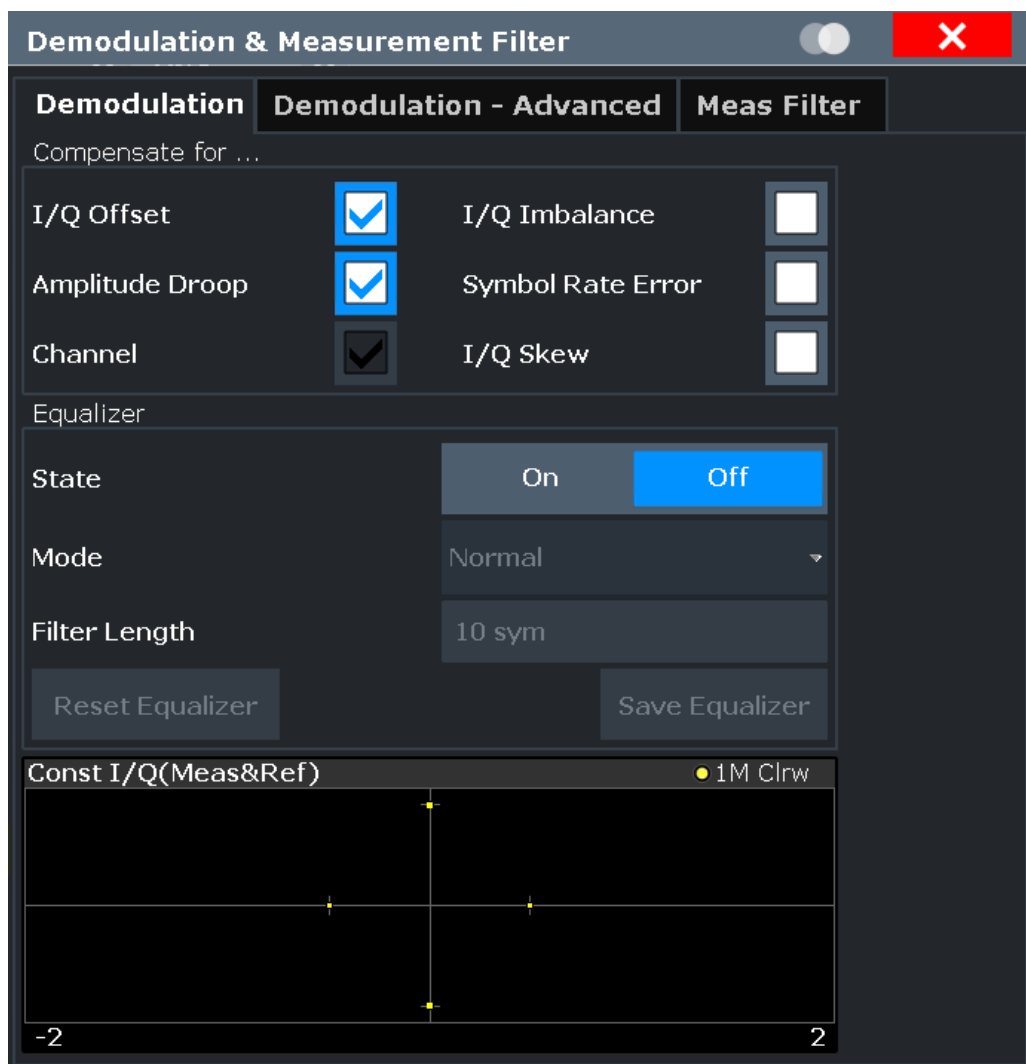 Demodulation & Measurement Filter
Demodulation Demodulation - Advanced Meas Filter
Compensate for ...
I/Q Offset I/Q Imbalance
Amplitude Droop Symbol Rate Error
Channel I/Q Skew
Equalizer
State On Off
Mode Normal
Filter Length 10 sym
Reset Equalizer Save Equalizer
Const I/Q(Meas&Ref) 1M Clrw
-2 2